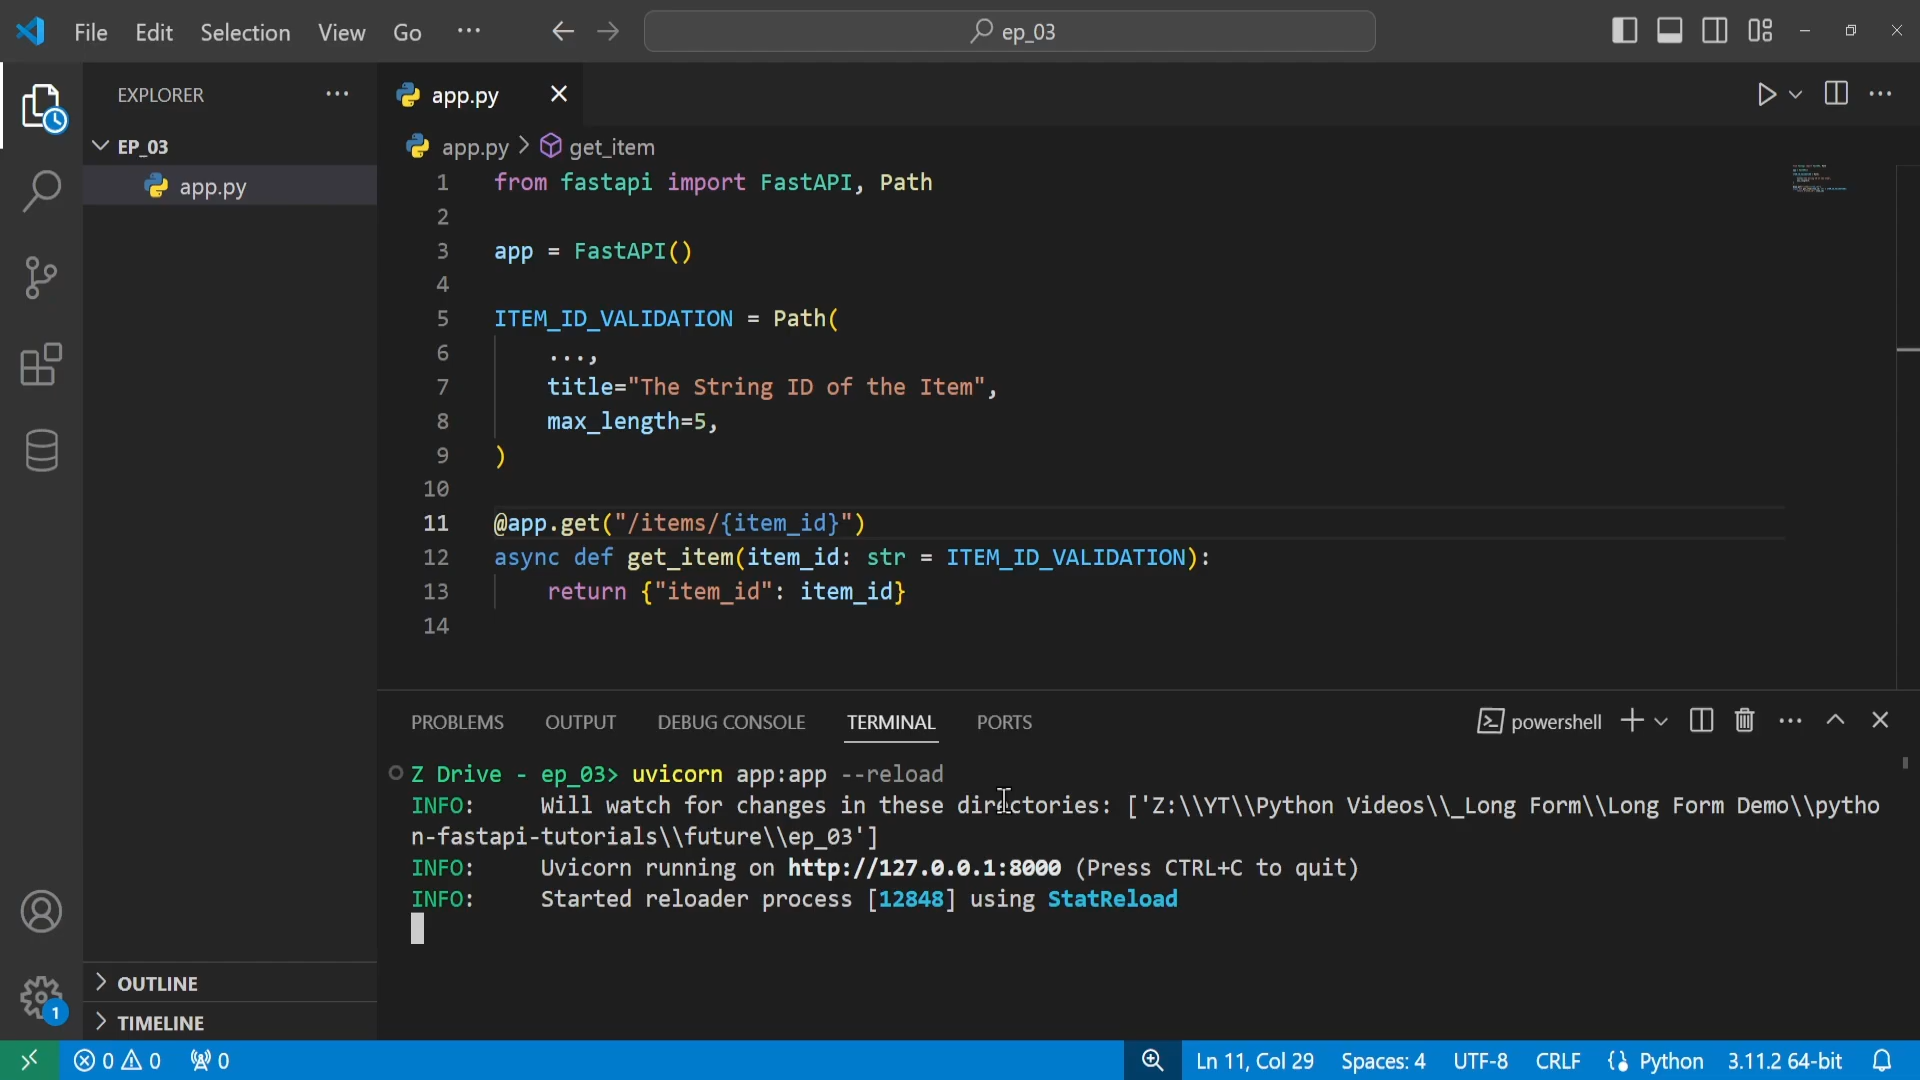 File Edit Selection View Go ··· ep_03
EXPLORER ···
EP_03
app.py
app.py
app.py > get_item
1 from fastapi import FastAPI, Path
2
3 app = FastAPI()
4
5 ITEM_ID_VALIDATION = Path(
6 ...,
7 title="The String ID of the Item",
8 max_length=5,
9 )
10
11 @app.get("/items/{item_id}")
12 async def get_item(item_id: str = ITEM_ID_VALIDATION):
13 return {"item_id": item_id}
14
PROBLEMS OUTPUT DEBUG CONSOLE TERMINAL PORTS powershell
Z Drive - ep_03> uvicorn app:app --reload
INFO: Will watch for changes in these directories: ['Z:\\YT\\Python Videos\\_Long Form\\Long Form Demo\\pytho
n-fastapi-tutorials\\future\\ep_03']
INFO: Uvicorn running on http://127.0.0.1:8000 (Press CTRL+C to quit)
INFO: Started reloader process [12848] using StatReload
OUTLINE
1
TIMELINE
0 0 0 Ln 11, Col 29 Spaces: 4 UTF-8 CRLF Python 3.11.2 64-bit